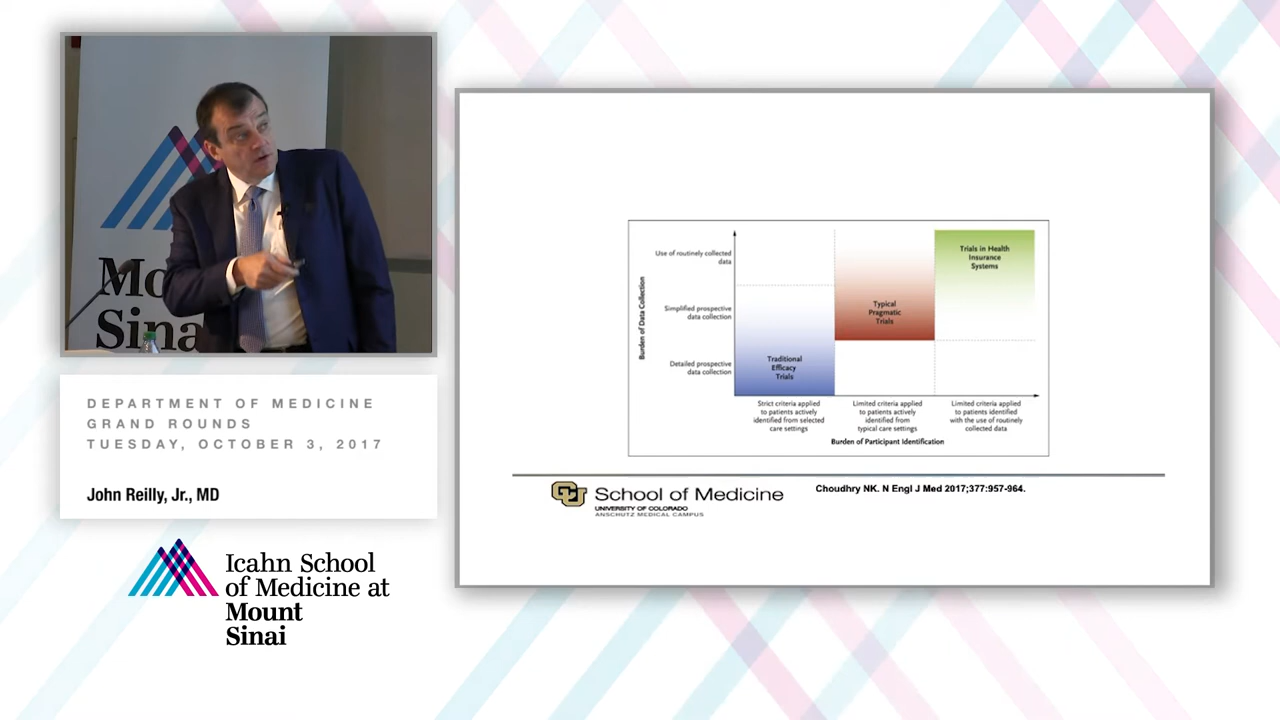 Mo
Sina
DEPARTMENT OF MEDICINE
GRAND ROUNDS
TUESDAY, OCTOBER 3, 2017
John Reilly, Jr., MD
Icahn School
of Medicine at
Mount
Sinai
Burden of Data Collection
Use of routinely collected
data
Simplified prospective
data collection
Detailed prospective
data collection
Traditional
Efficacy
Trials
Typical
Pragmatic
Trials
Trials in Health
Insurance
Systems
Strict criteria applied
to patients actively
identified from selected
care settings
Limited criteria applied
to patients actively
identified from
typical care settings
Limited criteria applied
to patients identified
with the use of routinely
collected data
Burden of Participant Identification
CU
School of Medicine
UNIVERSITY OF COLORADO
ANSCHUTZ MEDICAL CAMPUS
Choudhry NK. N Engl J Med 2017;377:957-964.